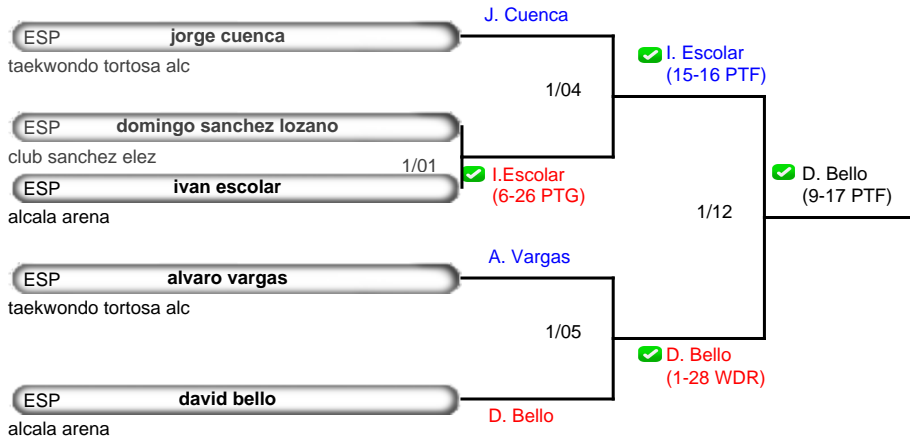 J. Cuenca
ESP jorge cuenca
taekwondo tortosa alc
I. Escolar
(15-16 PTF)
1/04
ESP domingo sanchez lozano
club sanchez elez
1/01
I.Escolar
(6-26 PTG)
ESP ivan escolar
alcala arena
D. Bello
(9-17 PTF)
1/12
A. Vargas
ESP alvaro vargas
taekwondo tortosa alc
1/05
D. Bello
(1-28 WDR)
ESP david bello
D. Bello
alcala arena